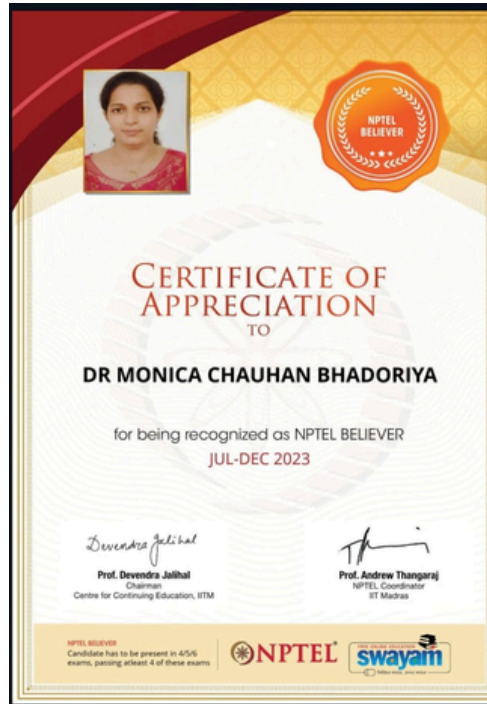 NPTEL
BELIEVER
CERTIFICATE OF
APPRECIATION
TO
DR MONICA CHAUHAN BHADORIYA
for being recognized as NPTEL BELIEVER
JUL-DEC 2023
Devendra Jalihal
Prof. Devendra Jalihal
Chairman
Centre for Continuing Education, IITM
Prof. Andrew Thangaraj
NPTEL Coordinator
IIT Madras
NPTEL BELIEVER
Candidate has to be present in 4/5/6
exams, passing atleast 4 of these exams
NPTEL
FREE ONLINE EDUCATION
swayam